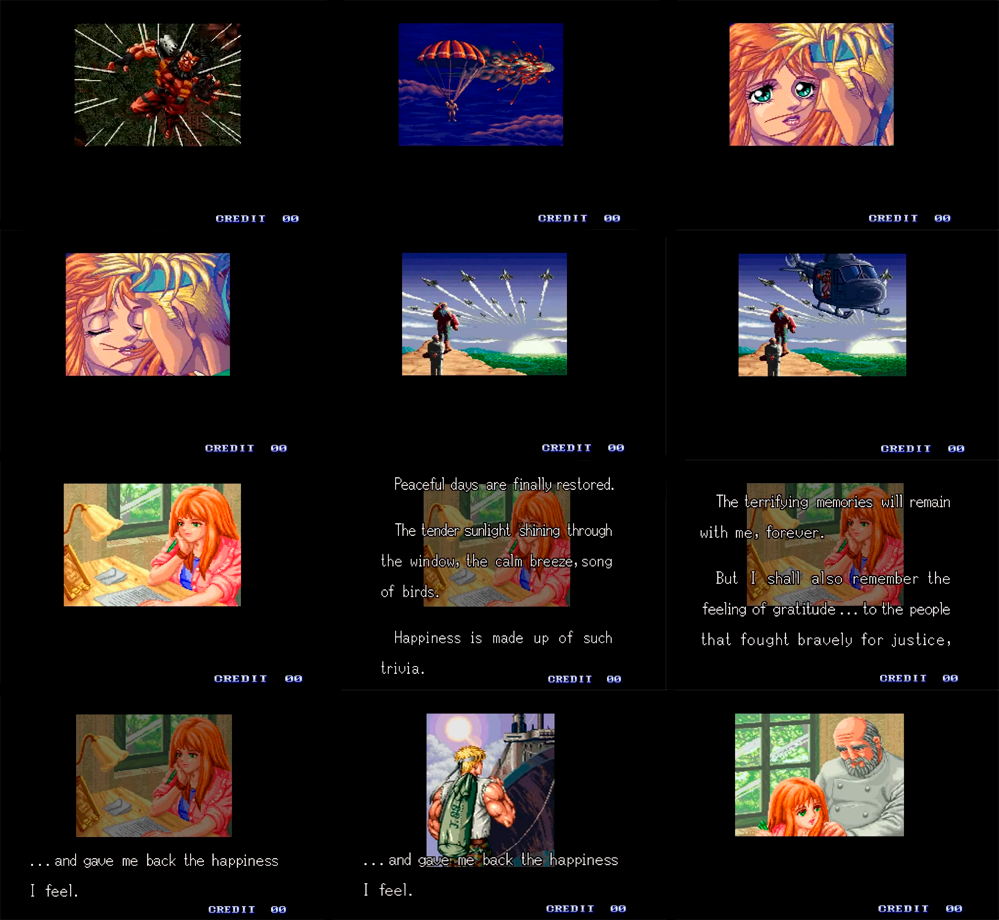 CREDIT 00
CREDIT 00
CREDIT 00
CREDIT 00
CREDIT 00
CREDIT 00
CREDIT 00
Peaceful days are finally restored.
The tender sunlight shining through
the window, the calm breeze, song
of birds.
Happiness is made up of such
trivia.
CREDIT 00
The terrifying memories will remain
with me, forever.
But I shall also remember the
feeling of gratitude... to the people
that fought bravely for justice,
CREDIT 00
...and gave me back the happiness
I feel.
CREDIT 00
J.89
...and gave me back the happiness
I feel.
CREDIT 00
CREDIT 00